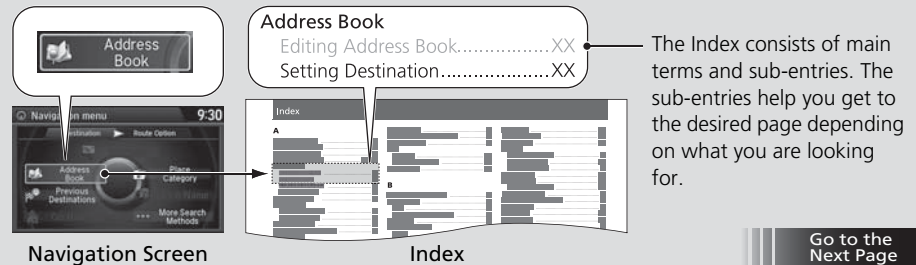 Address
Book
Address Book
Editing Address Book................XX
Setting Destination....................XX
The Index consists of main
terms and sub-entries. The
sub-entries help you get to
the desired page depending
on what you are looking
for.
Navigation menu 9:30
Destination Route Option
Address
Book
Place
Category
Previous
Destinations
More Search
Methods
Index
A
B
Navigation Screen
Index
Go to the
Next Page